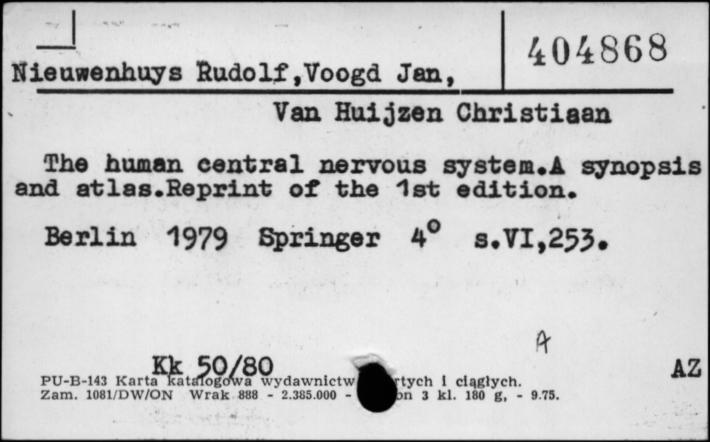 404868
Nieuwenhuys Rudolf,Voogd Jan,
Van Huijzen Christiaan
The human central nervous system.A synopsis
and atlas.Reprint of the 1st edition.
Berlin 1979 Springer 4° s.VI,253.
A
Kk 50/80 AZ
PU-B-143 Karta katalogowa wydawnictw rtych i ciągłych.
Zam. 1081/DW/ON Wrak 888 - 2.385.000 - on 3 kl. 180 g, - 9.75.